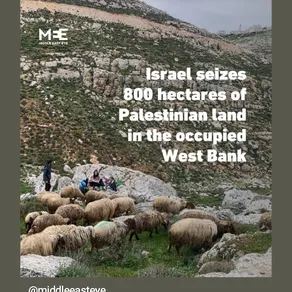 MEE
MIDDLE EAST EYE
Israel seizes
800 hectares of
Palestinian land
in the occupied
West Bank
@middleeasteye